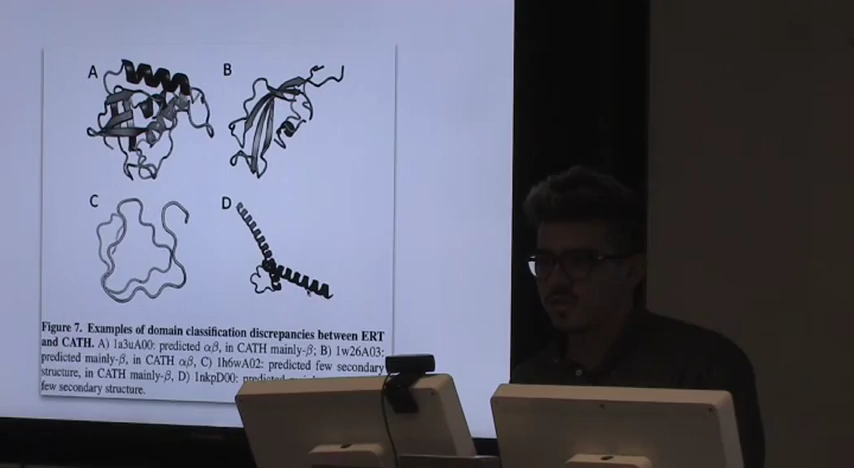 A B
C D
Figure 7. Examples of domain classification discrepancies between ERT
and CATH. A) 1a3uA00: predicted αβ, in CATH mainly-β; B) 1w26A03:
predicted mainly-β, in CATH αβ, C) 1h6wA02: predicted few secondary
structure, in CATH mainly-β, D) 1nkpD00: predicted
few secondary structure.